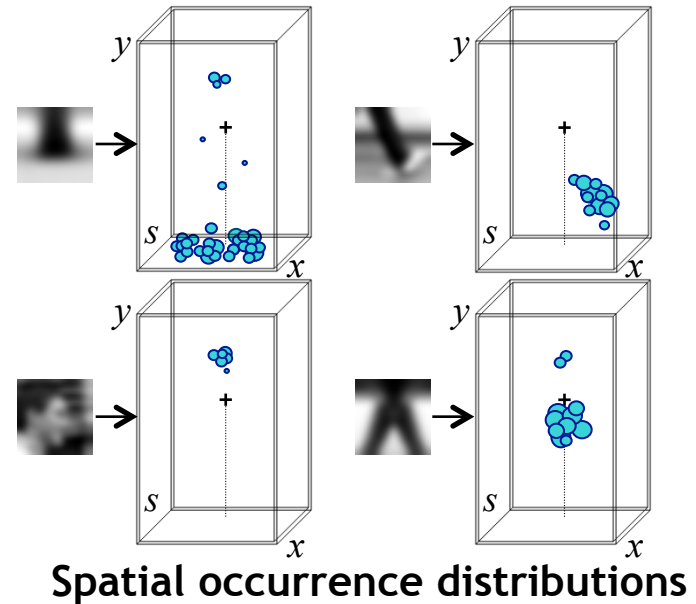 y y
s s
x x
y y
s s
x x
Spatial occurrence distributions